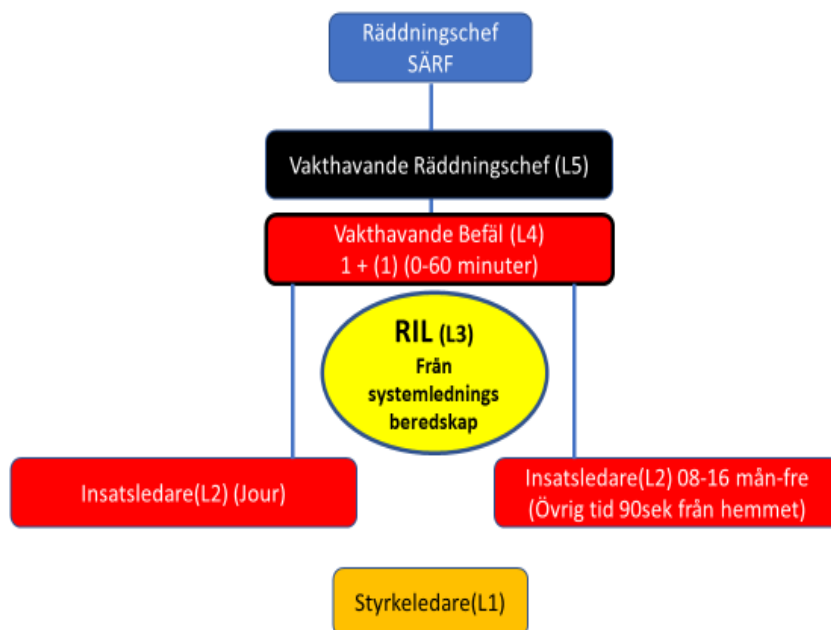 Räddningschef
SÄRF
Vakthavande Räddningschef (L5)
Vakthavande Befäl (L4)
1 + (1) (0-60 minuter)
RIL (L3)
Från
systemlednings
beredskap
Insatsledare(L2) (Jour)
Insatsledare(L2) 08-16 mån-fre
(Övrig tid 90sek från hemmet)
Styrkeledare(L1)